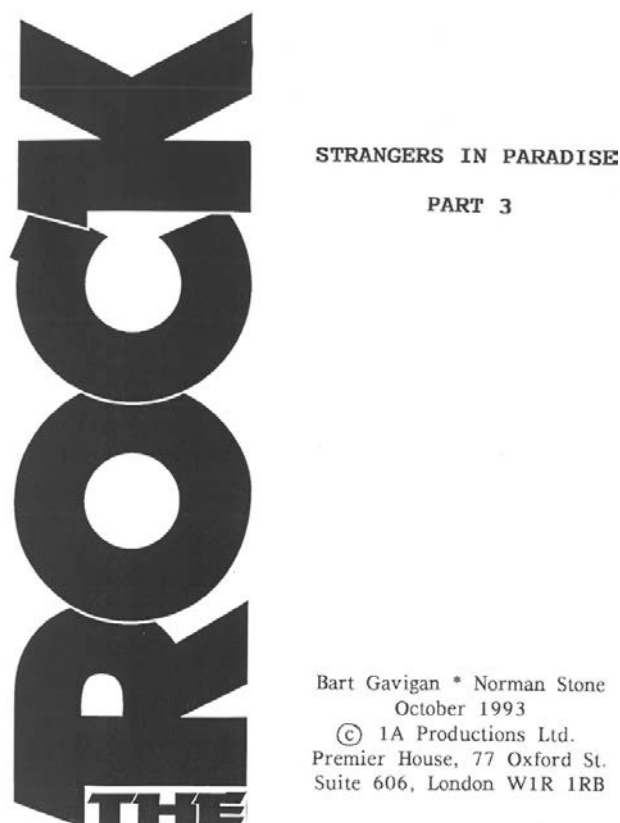 THE ROCK
STRANGERS IN PARADISE
PART 3
Bart Gavigan * Norman Stone
October 1993
© 1A Productions Ltd.
Premier House, 77 Oxford St.
Suite 606, London W1R 1RB